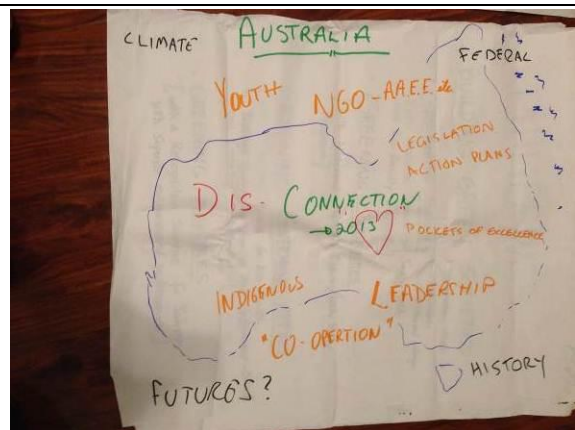 CLIMATE
AUSTRALIA
FEDERAL
YOUTH NGO - A.A.E.E. etc
LEGISLATION
ACTION PLANS
DIS - CONNECTION
→ 2013
POCKETS OF EXCELLENCE
INDIGENOUS
LEADERSHIP
"CO-OPERTION"
HISTORY
FUTURES?